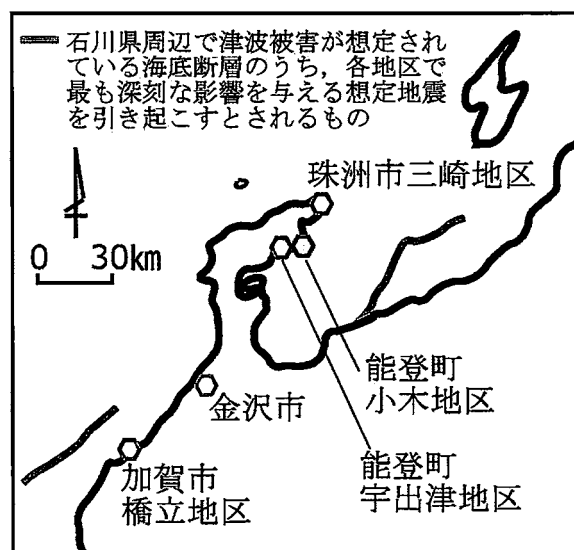 石川県周辺で津波被害が想定され
ている海底断層のうち，各地区で
最も深刻な影響を与える想定地震
を引き起こすとされるもの
珠洲市三崎地区
0 30km
能登町
小木地区
金沢市
能登町
宇出津地区
加賀市
橋立地区